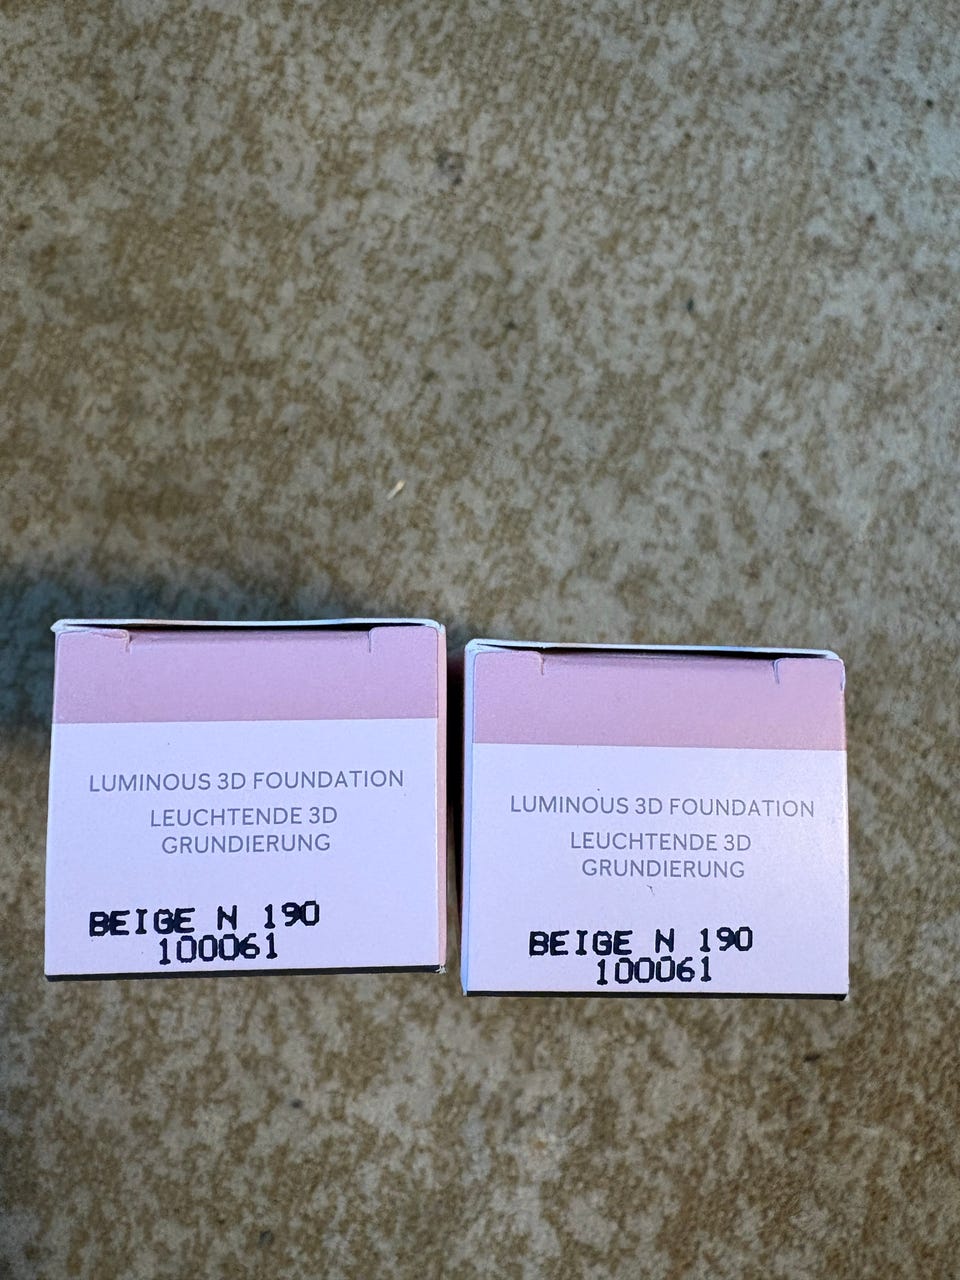 LUMINOUS 3D FOUNDATION
LEUCHTENDE 3D
GRUNDIERUNG
BEIGE N 190
100061
LUMINOUS 3D FOUNDATION
LEUCHTENDE 3D
GRUNDIERUNG
BEIGE N 190
100061